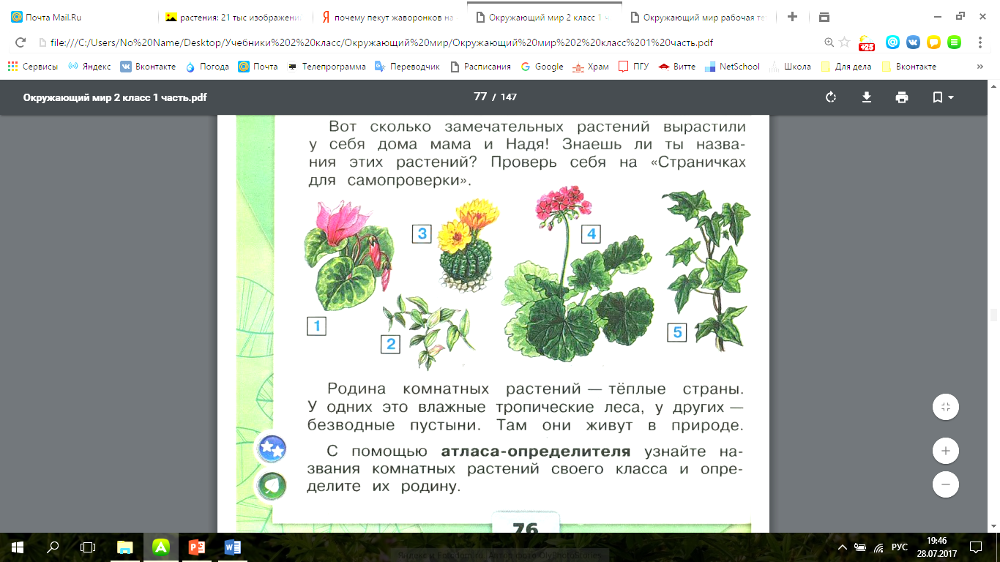 Почта Mail.Ru
растения: 21 тыс изображени
почему пекут жаворонков на
Окружающий мир 2 класс 1 ч
Окружающий мир рабочая те
file:///C:/Users/No%20Name/Desktop/Учебники%202%20класс/Окружающий%20мир/Окружающий%20мир%202%20класс%201%20часть.pdf
+23
Сервисы Яндекс Вконтакте Погода Почта Телепрограмма Переводчик Расписания Google Храм ПГУ Витте NetSchool Школа Для дела Вконтакте »
Окружающий мир 2 класс 1 часть.pdf
77 / 147
Вот сколько замечательных растений вырастили
у себя дома мама и Надя! Знаешь ли ты назва-
ния этих растений? Проверь себя на «Страничках
для самопроверки».
1
2
3
4
5
Родина комнатных растений — тёплые страны.
У одних это влажные тропические леса, у других —
безводные пустыни. Там они живут в природе.
С помощью атласа-определителя узнайте на-
звания комнатных растений своего класса и опре-
делите их родину.
76
РУС
19:46
28.07.2017